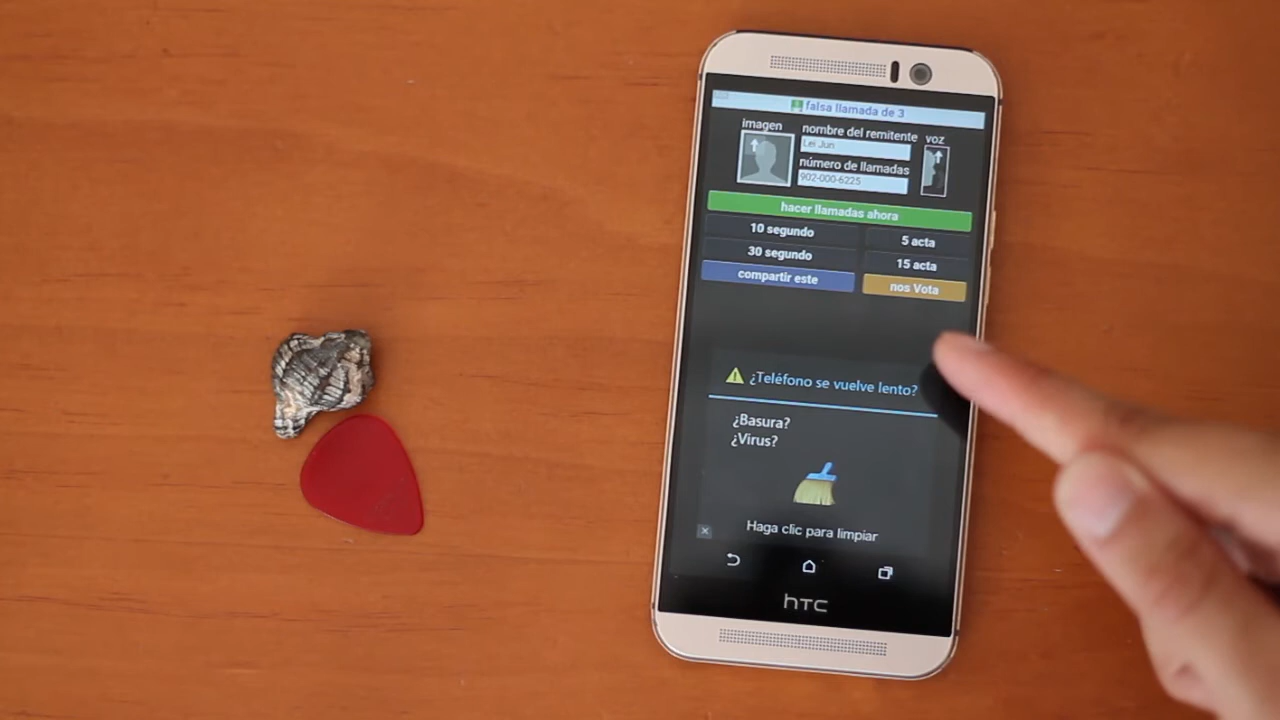 falsa llamada de 3
imagen
nombre del remitente
voz
Lei Jun
número de llamadas
902-000-6225
hacer llamadas ahora
10 segundo
5 acta
30 segundo
15 acta
compartir este
nos Vota
¿Teléfono se vuelve lento?
¿Basura?
¿Virus?
Haga clic para limpiar
hTC